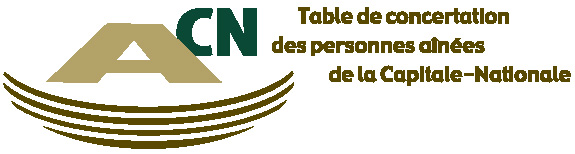 ACN
Table de concertation
des personnes aînées
de la Capitale-Nationale